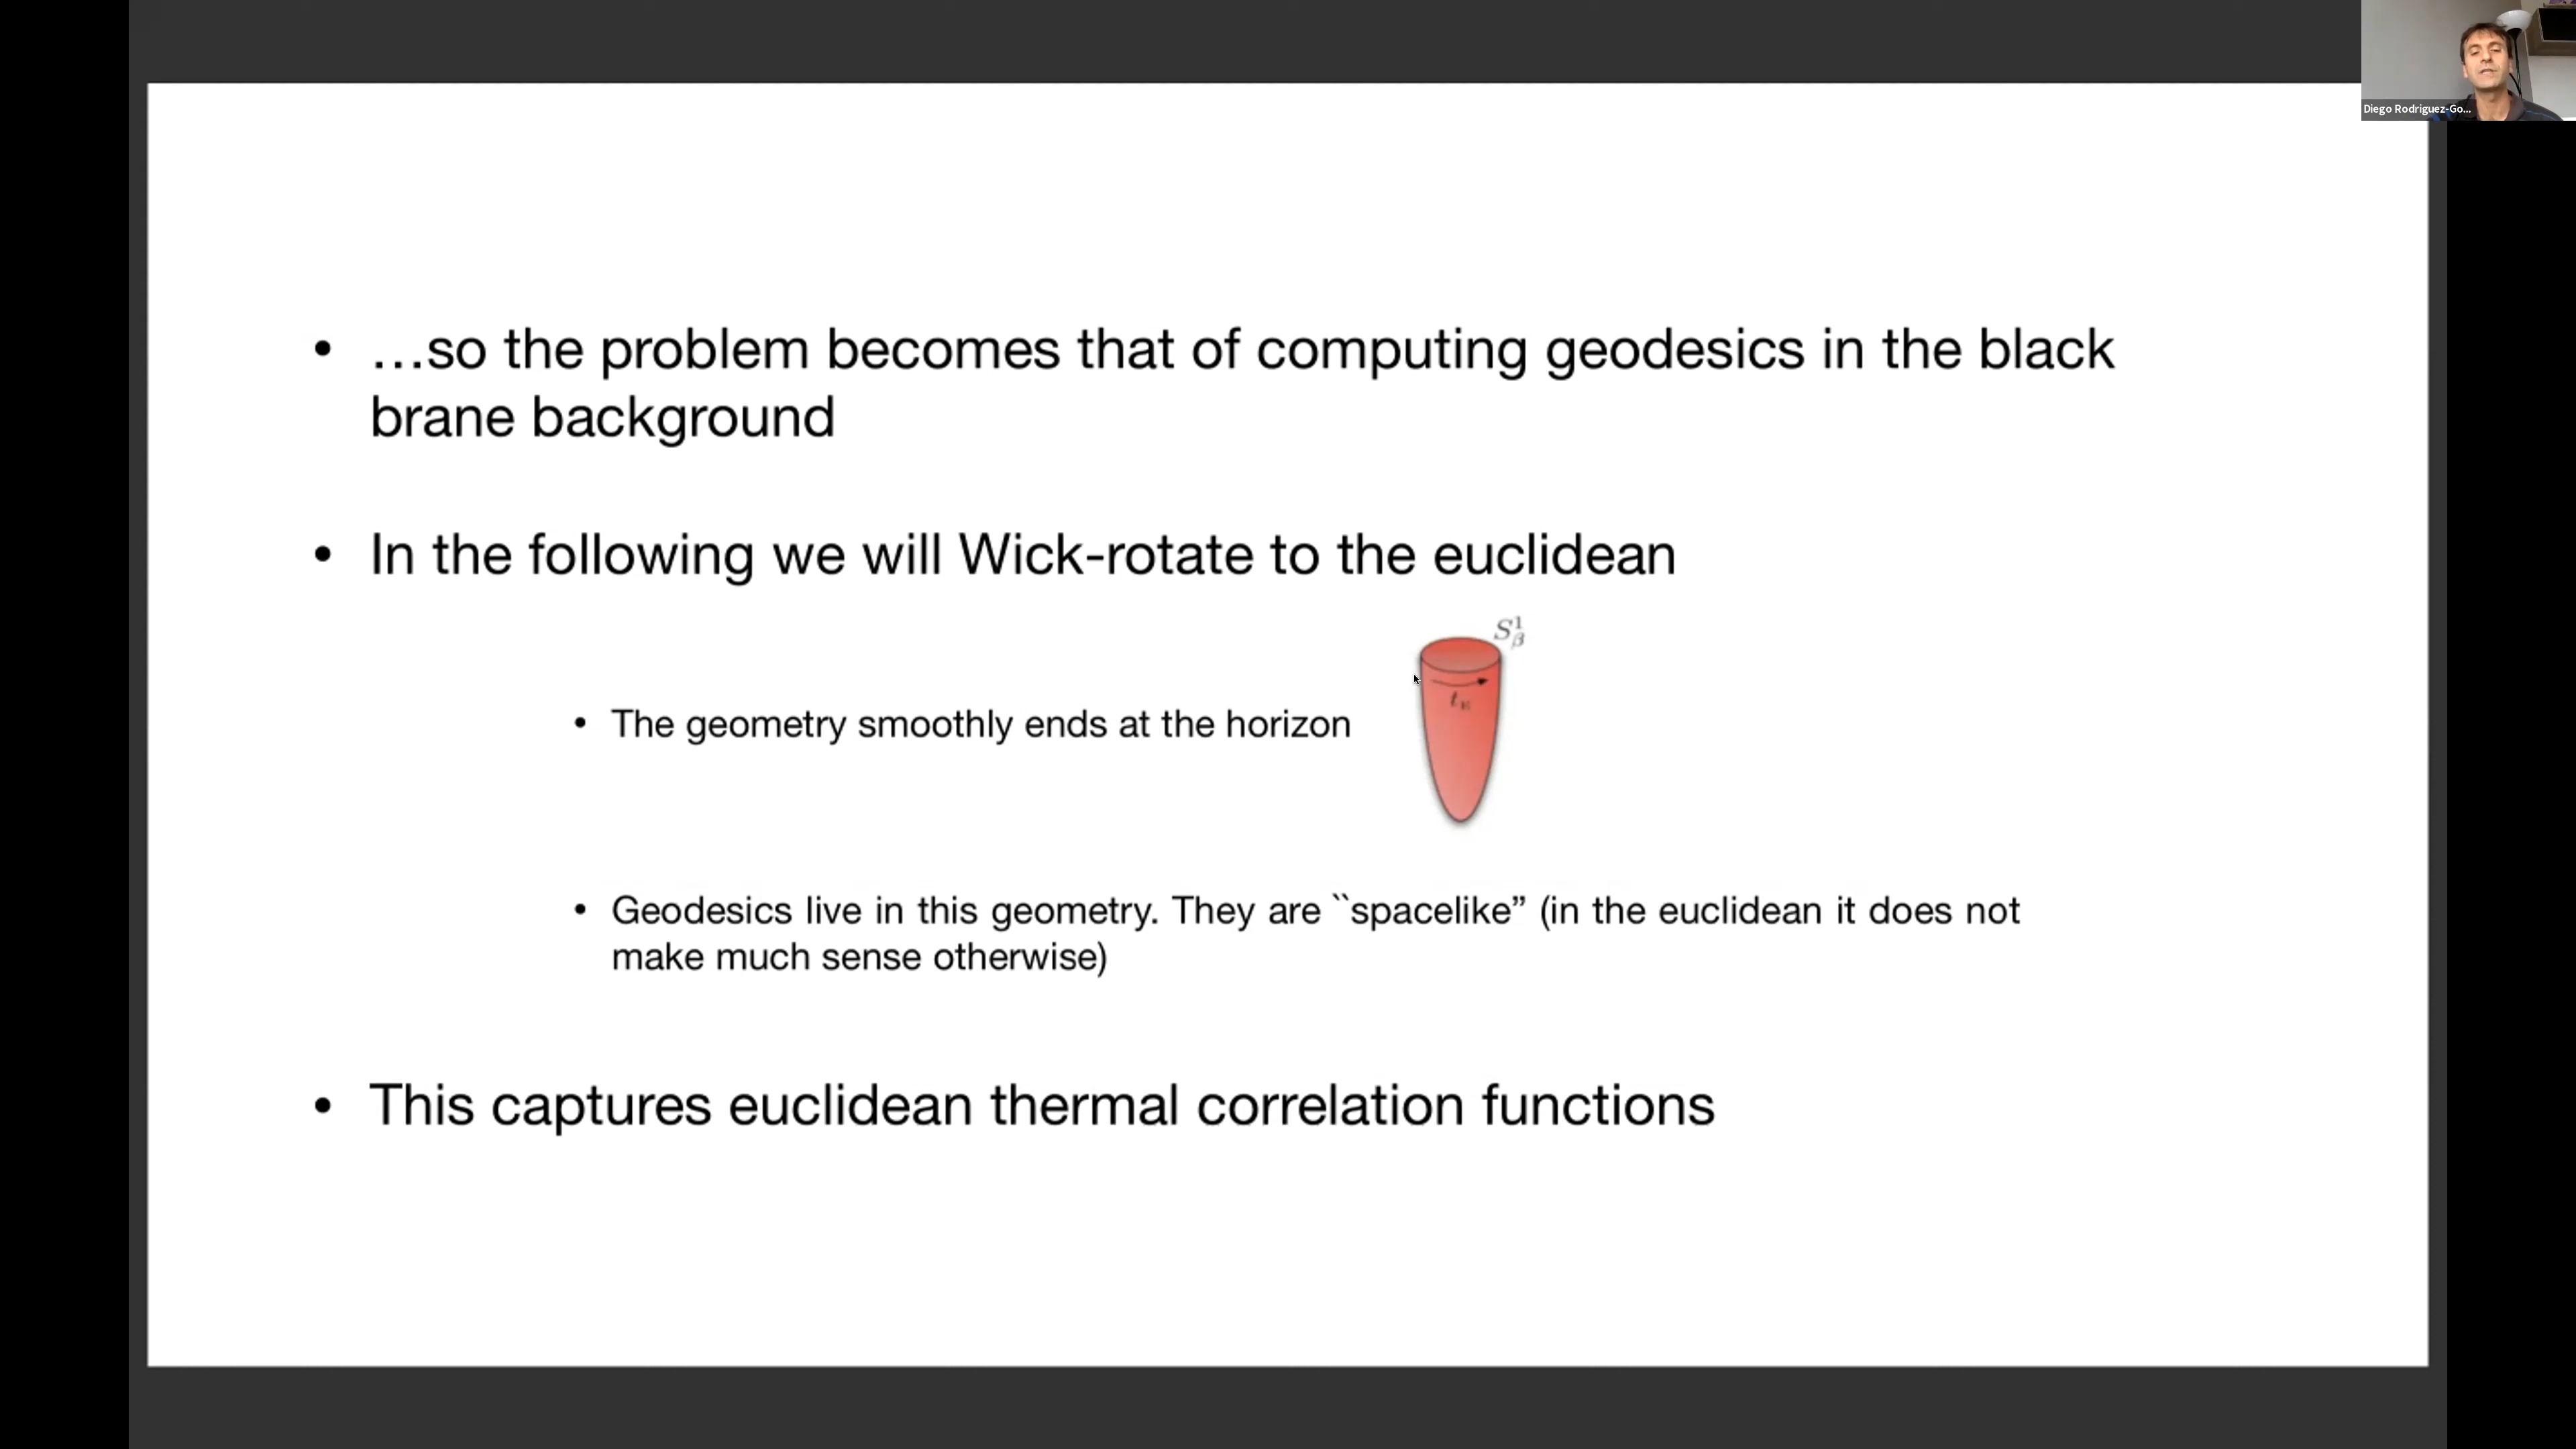 Diego Rodriguez-Go...
• …so the problem becomes that of computing geodesics in the black
brane background
• In the following we will Wick-rotate to the euclidean
S¹β
tE
• The geometry smoothly ends at the horizon
• Geodesics live in this geometry. They are ``spacelike” (in the euclidean it does not
make much sense otherwise)
• This captures euclidean thermal correlation functions